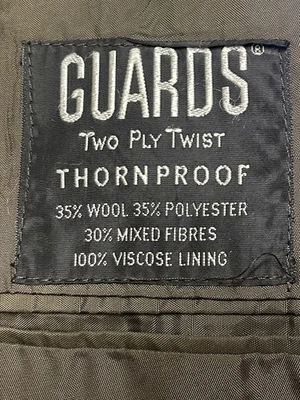 GUARDS®
TWO PLY TWIST
THORNPROOF
35% WOOL 35% POLYESTER
30% MIXED FIBRES
100% VISCOSE LINING